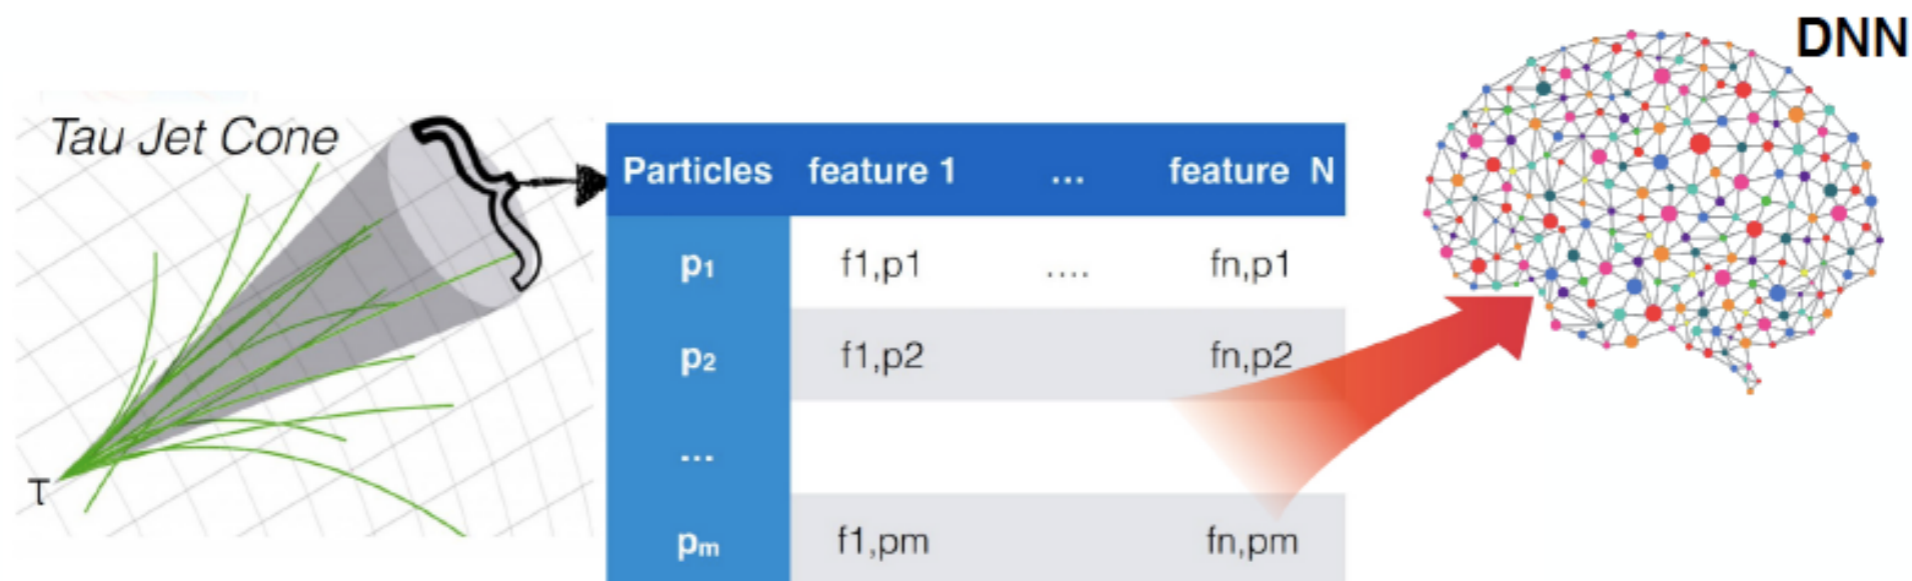 DNN
Tau Jet Cone
τ
Particles feature 1 ... feature N
p₁ f1,p1 .... fn,p1
p₂ f1,p2 fn,p2
...
pₘ f1,pm fn,pm